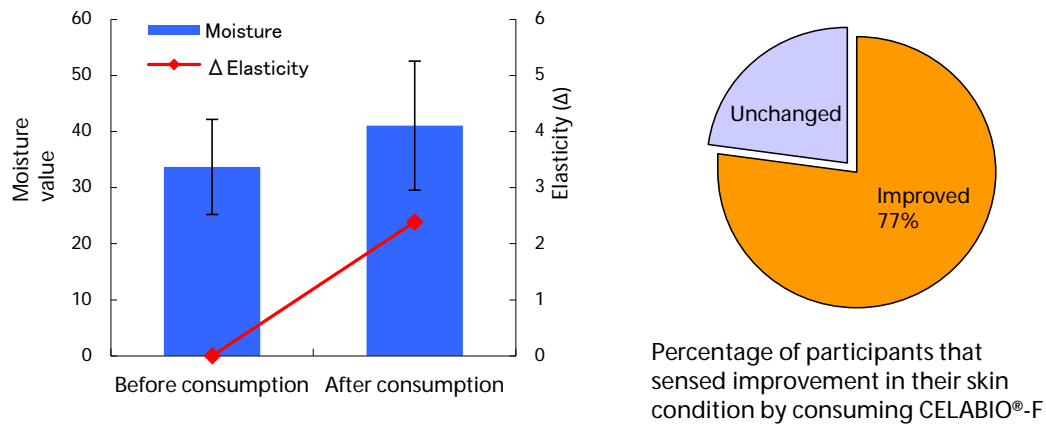 Moisture
Δ Elasticity
60
50
40
30
20
10
0
Moisture
value
6
5
4
3
2
1
0
Elasticity (Δ)
Before consumption
After consumption
Unchanged
Improved
77%
Percentage of participants that
sensed improvement in their skin
condition by consuming CELABIO®-F